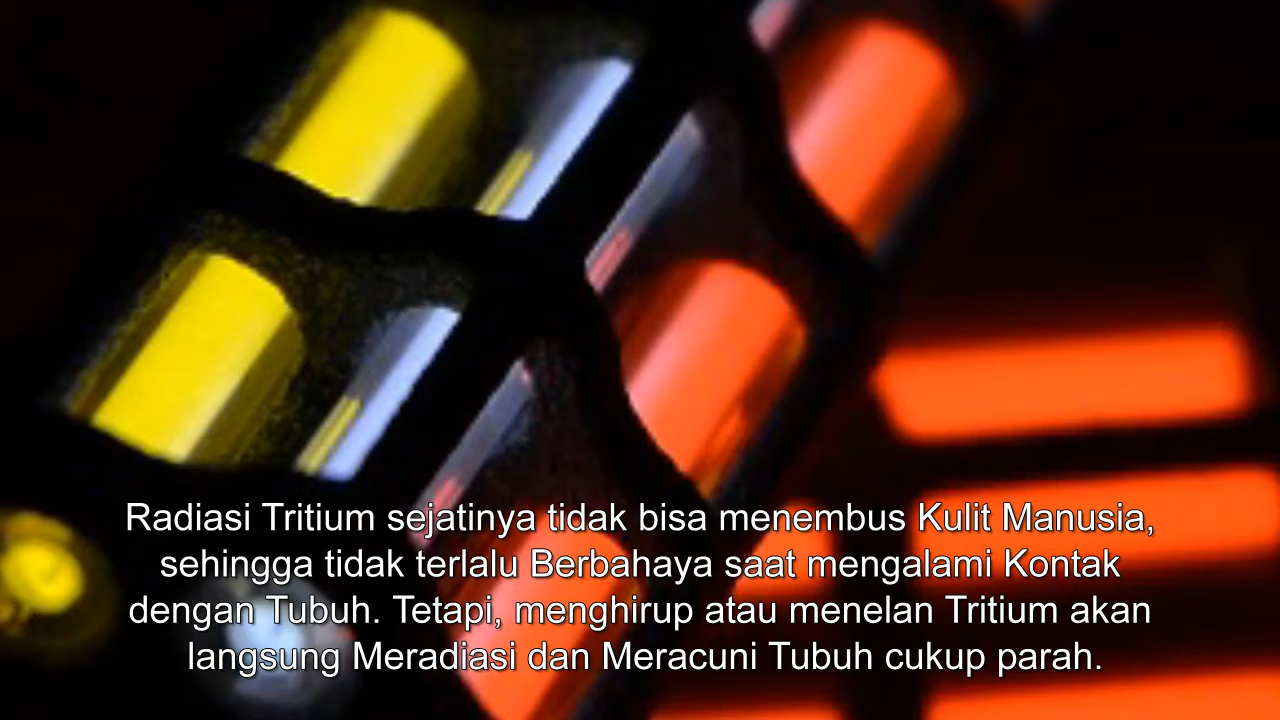 Radiasi Tritium sejatinya tidak bisa menembus Kulit Manusia,
sehingga tidak terlalu Berbahaya saat mengalami Kontak
dengan Tubuh. Tetapi, menghirup atau menelan Tritium akan
langsung Meradiasi dan Meracuni Tubuh cukup parah.